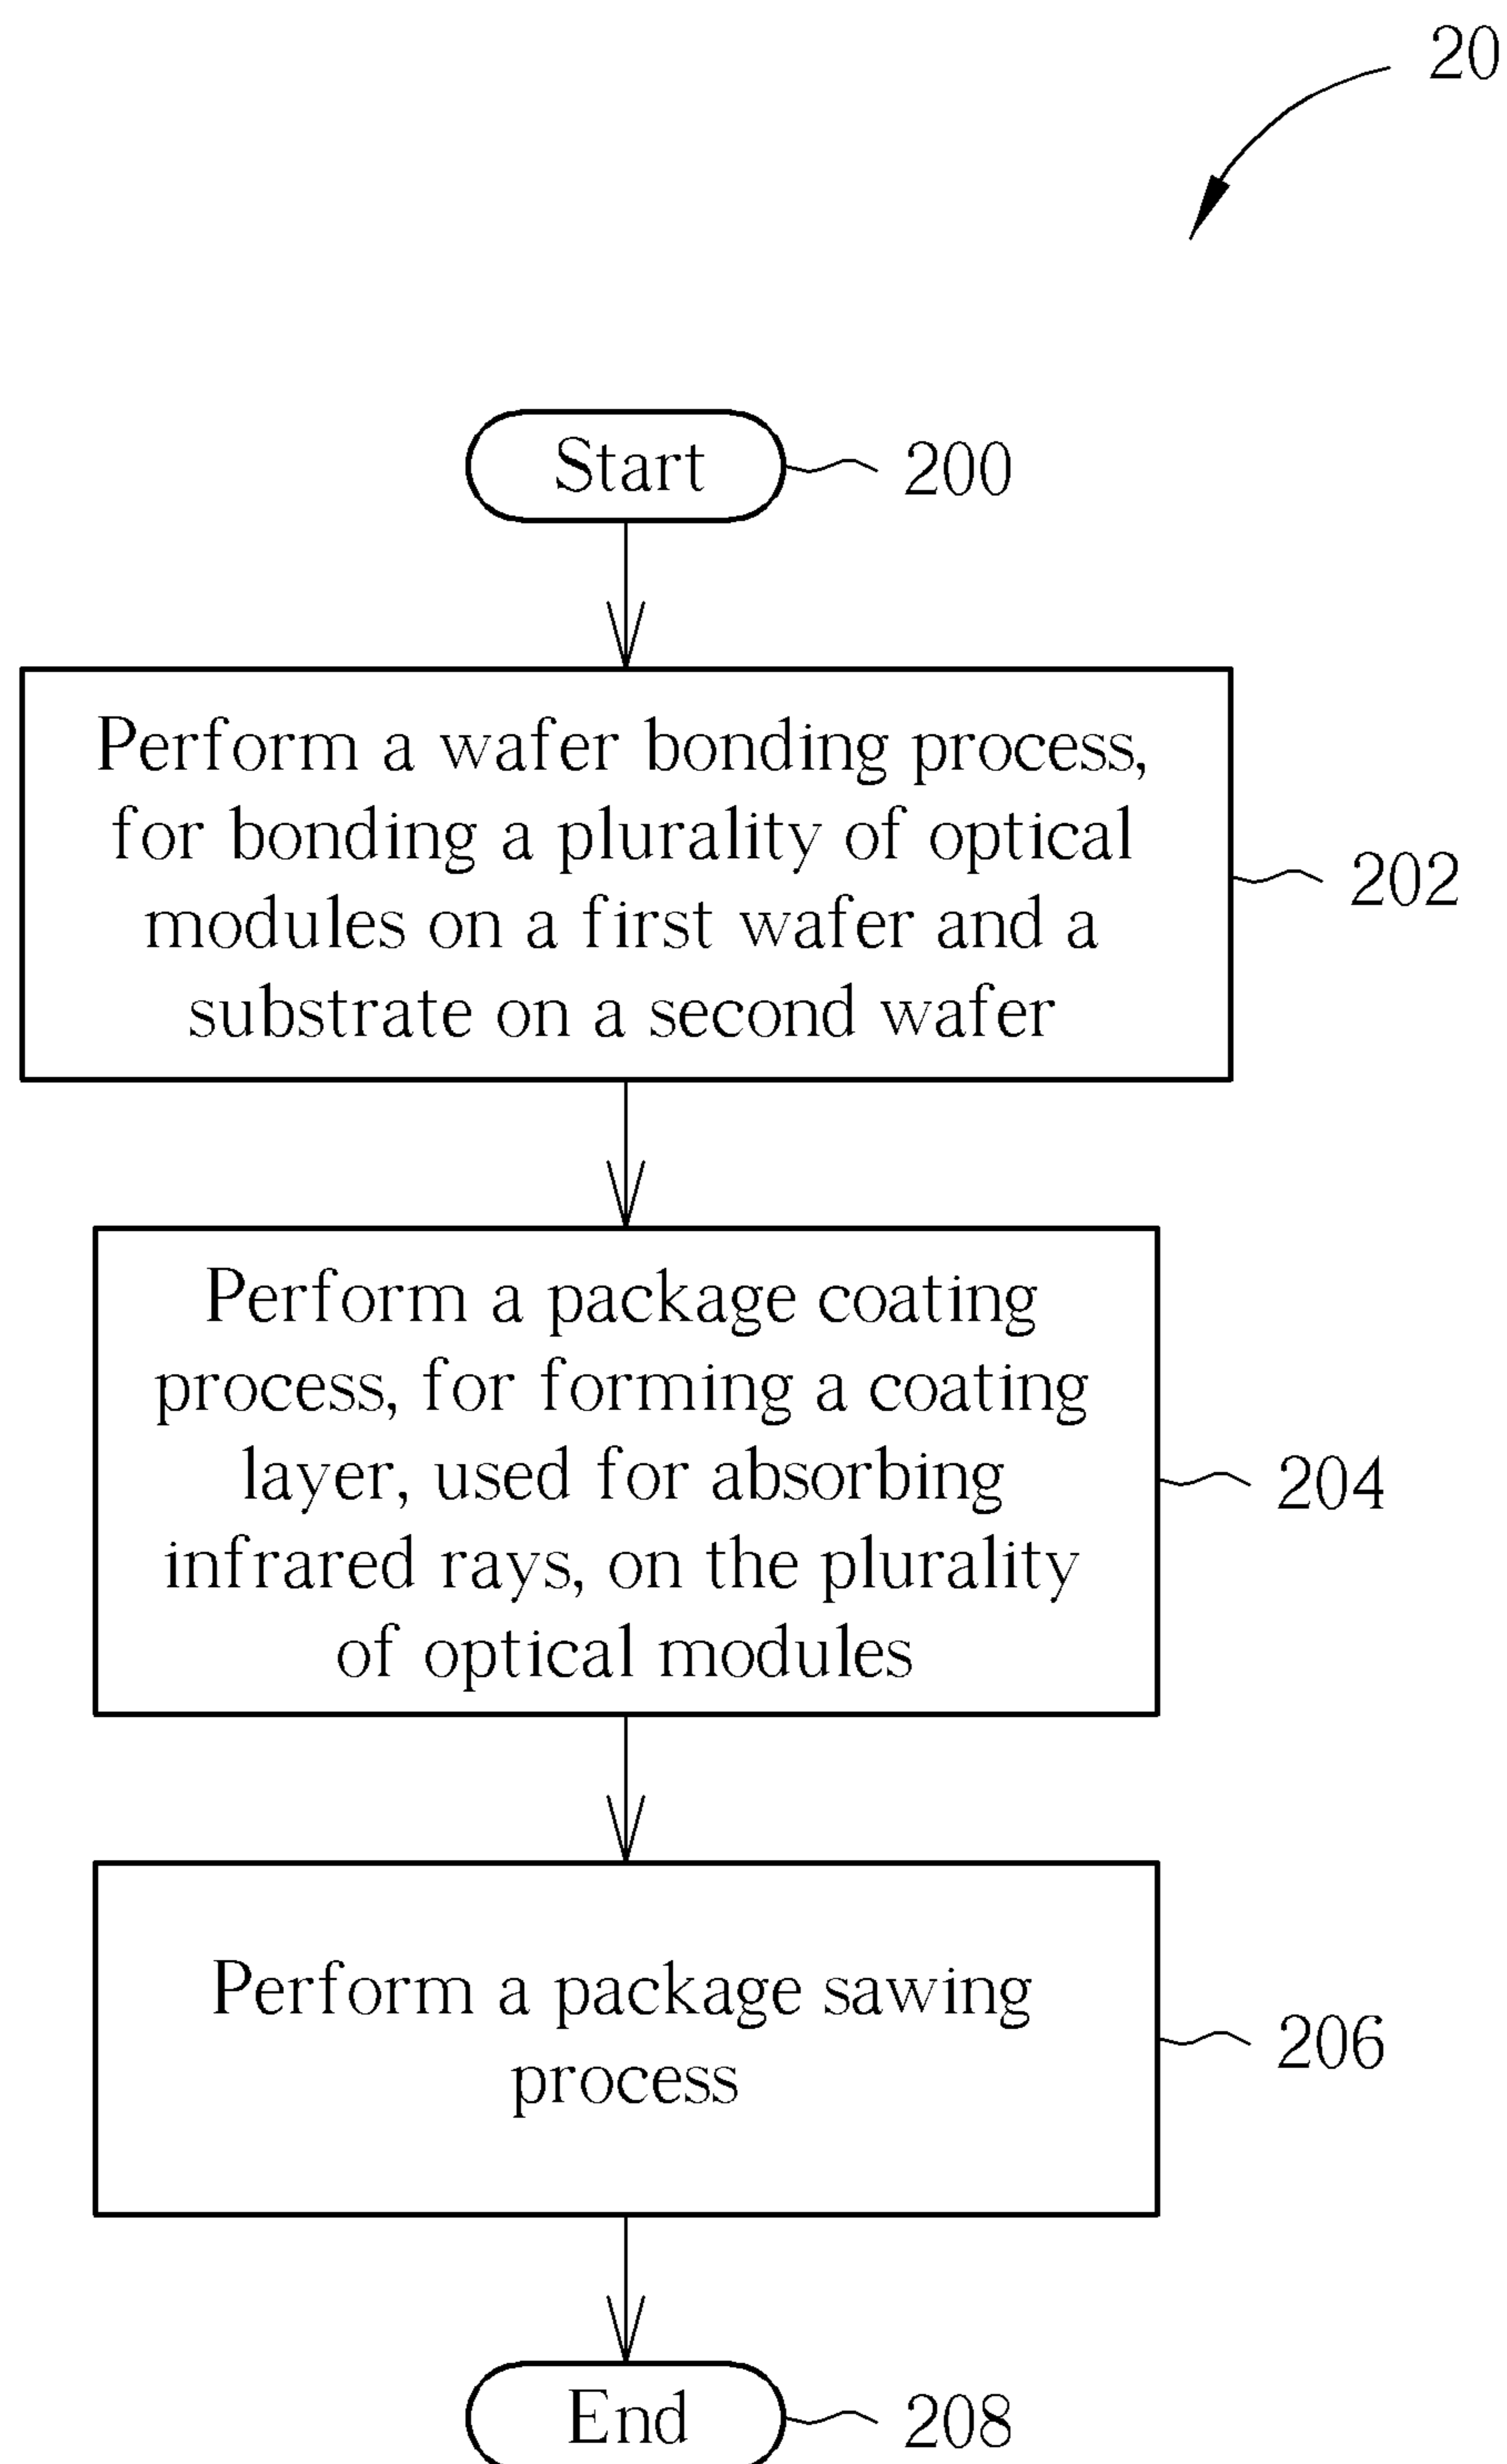 20
Start
200
Perform a wafer bonding process,
for bonding a plurality of optical
modules on a first wafer and a
substrate on a second wafer
202
Perform a package coating
process, for forming a coating
layer, used for absorbing
infrared rays, on the plurality
of optical modules
204
Perform a package sawing
process
206
End
208